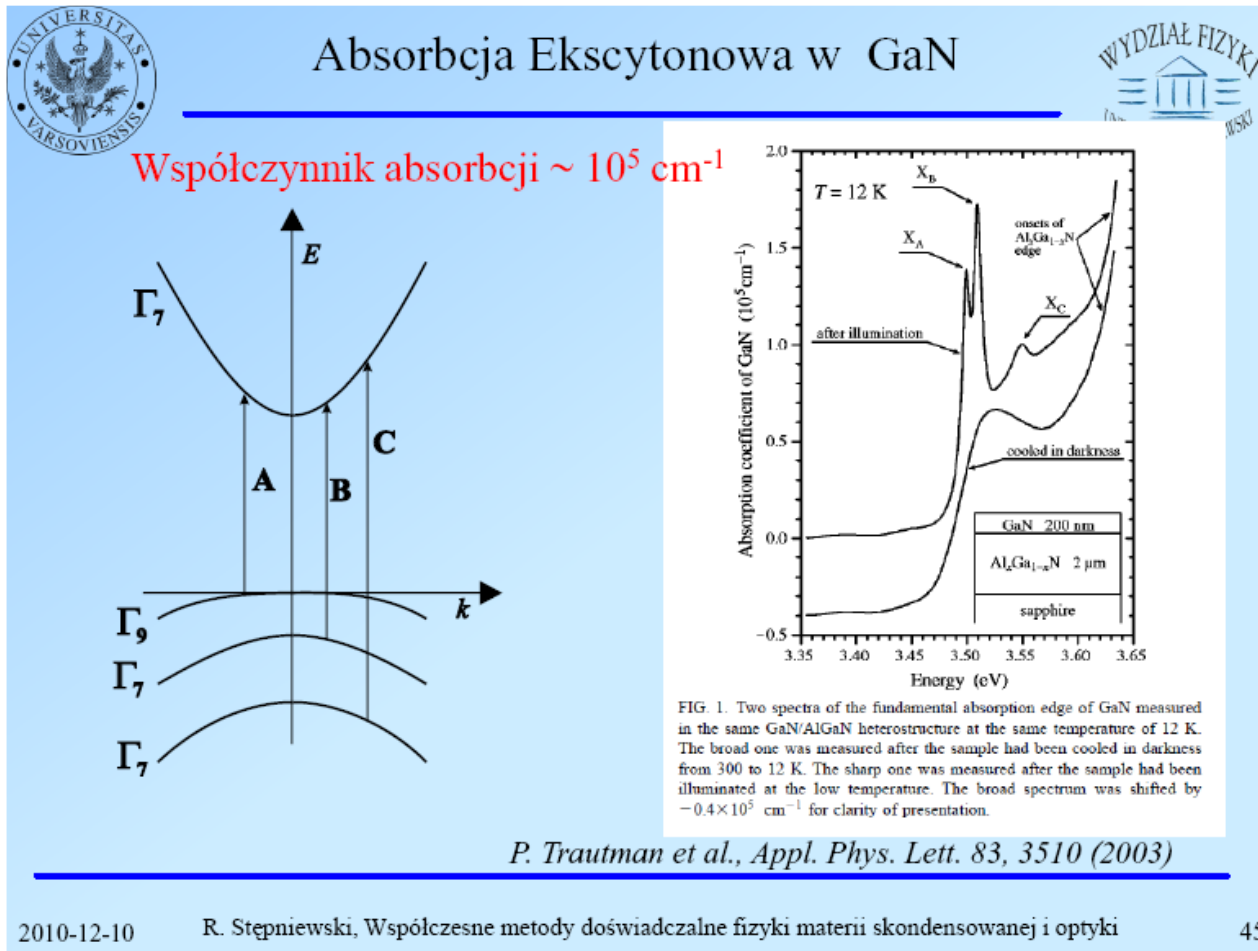 UNIVERSITAS
VARSOVIENSIS
Absorbcja Ekscytonowa w GaN
WYDZIAŁ FIZYKI
Współczynnik absorbcji ~ 10⁵ cm⁻¹
E
Γ₇
A
B
C
k
Γ₉
Γ₇
Γ₇
2.0
1.5
1.0
0.5
0.0
−0.5
Absorption coefficient of GaN (10⁵cm⁻¹)
T = 12 K
X_B
X_A
onsets of
AlₓGa₁₋ₓN
edge
X_C
after illumination
cooled in darkness
GaN 200 nm
AlₓGa₁₋ₓN 2 μm
sapphire
3.35 3.40 3.45 3.50 3.55 3.60 3.65
Energy (eV)
FIG. 1. Two spectra of the fundamental absorption edge of GaN measured
in the same GaN/AlGaN heterostructure at the same temperature of 12 K.
The broad one was measured after the sample had been cooled in darkness
from 300 to 12 K. The sharp one was measured after the sample had been
illuminated at the low temperature. The broad spectrum was shifted by
−0.4×10⁵ cm⁻¹ for clarity of presentation.
P. Trautman et al., Appl. Phys. Lett. 83, 3510 (2003)
2010-12-10 R. Stępniewski, Współczesne metody doświadczalne fizyki materii skondensowanej i optyki